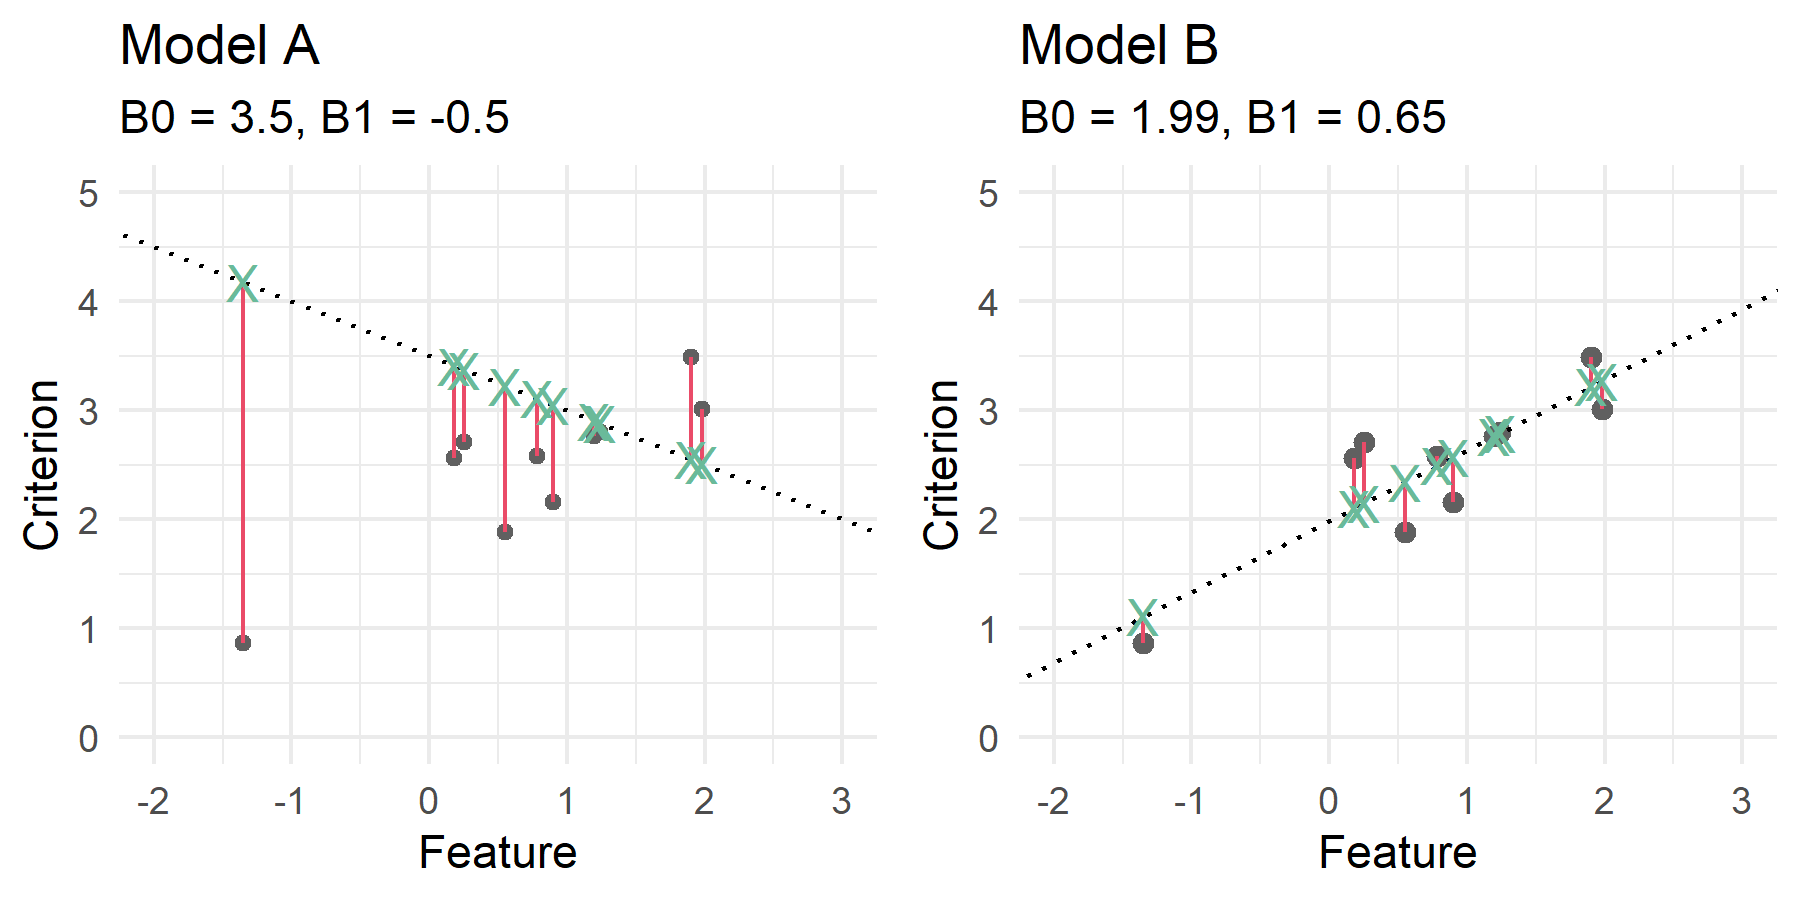 Model A
B0 = 3.5, B1 = -0.5
5
4
3
2
1
0
Criterion
-2 -1 0 1 2 3
Feature
Model B
B0 = 1.99, B1 = 0.65
5
4
3
2
1
0
Criterion
-2 -1 0 1 2 3
Feature